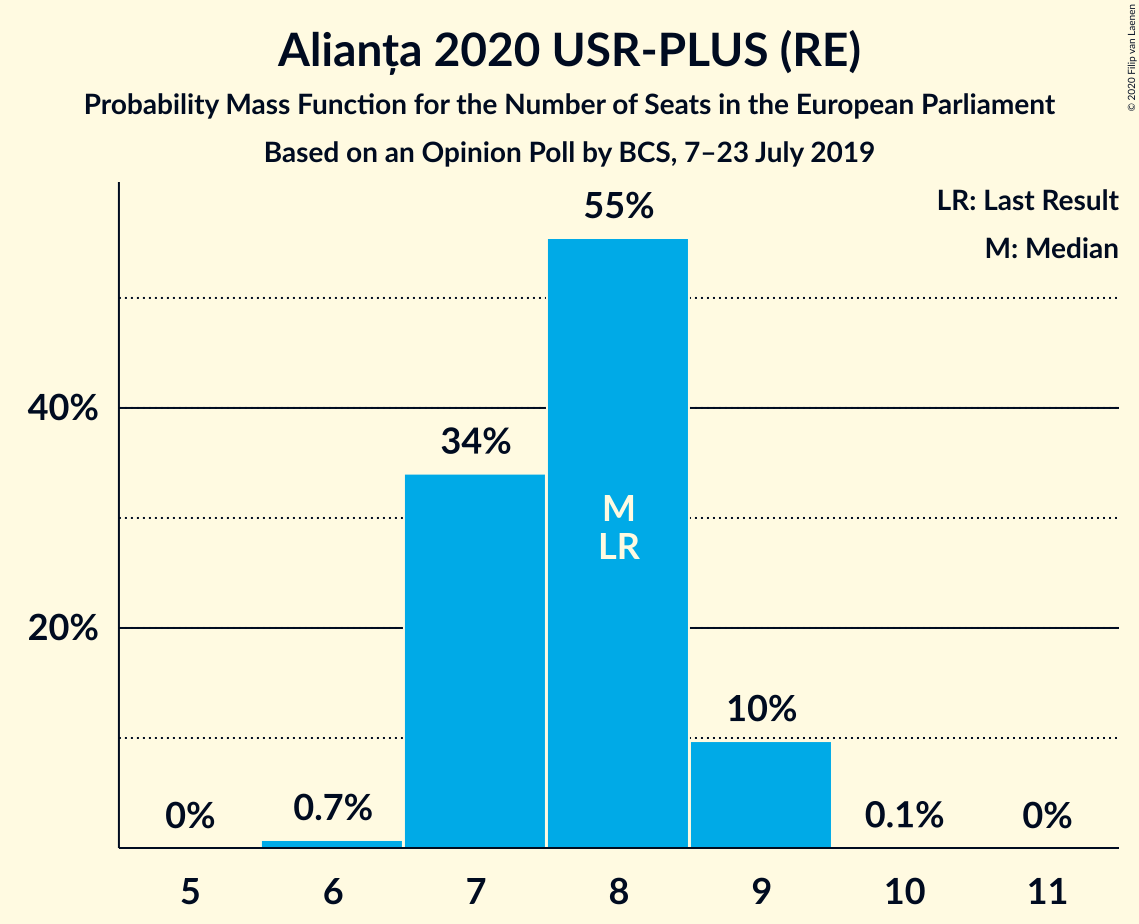 Alianța 2020 USR-PLUS (RE)
Probability Mass Function for the Number of Seats in the European Parliament
Based on an Opinion Poll by BCS, 7–23 July 2019
© 2020 Filip van Laenen
LR: Last Result
M: Median
55%
40%
34%
M
LR
20%
10%
0%
0.7%
0.1%
0%
5
6
7
8
9
10
11